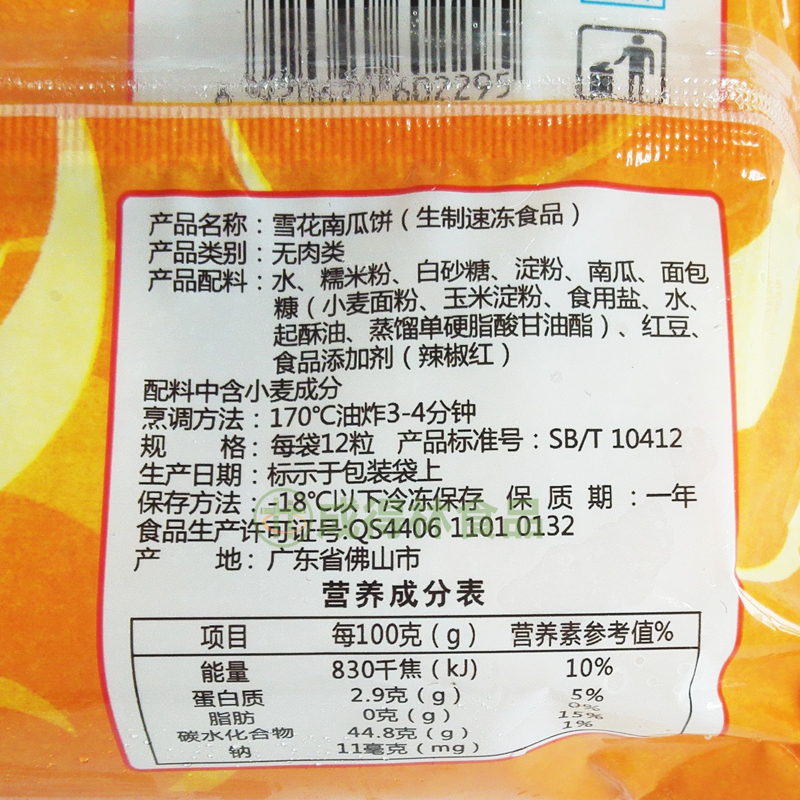 产品名称：雪花南瓜饼（生制速冻食品）
产品类别：无肉类
产品配料：水、糯米粉、白砂糖、淀粉、南瓜、面包
糠（小麦面粉、玉米淀粉、食用盐、水、
起酥油、蒸馏单硬脂酸甘油酯）、红豆、
食品添加剂（辣椒红）
配料中含小麦成分
烹调方法：170℃油炸3-4分钟
规 格：每袋12粒 产品标准号：SB/T 10412
生产日期：标示于包装袋上
保存方法：-18℃以下冷冻保存 保 质 期：一年
食品生产许可证号:QS4406 1101 0132
产 地：广东省佛山市
营养成分表
项目 每100克（g） 营养素参考值%
能量 830千焦（kJ） 10%
蛋白质 2.9克（g） 5%
脂肪 0克（g） 0%
碳水化合物 44.8克（g） 15%
钠 11毫克（mg） 1%